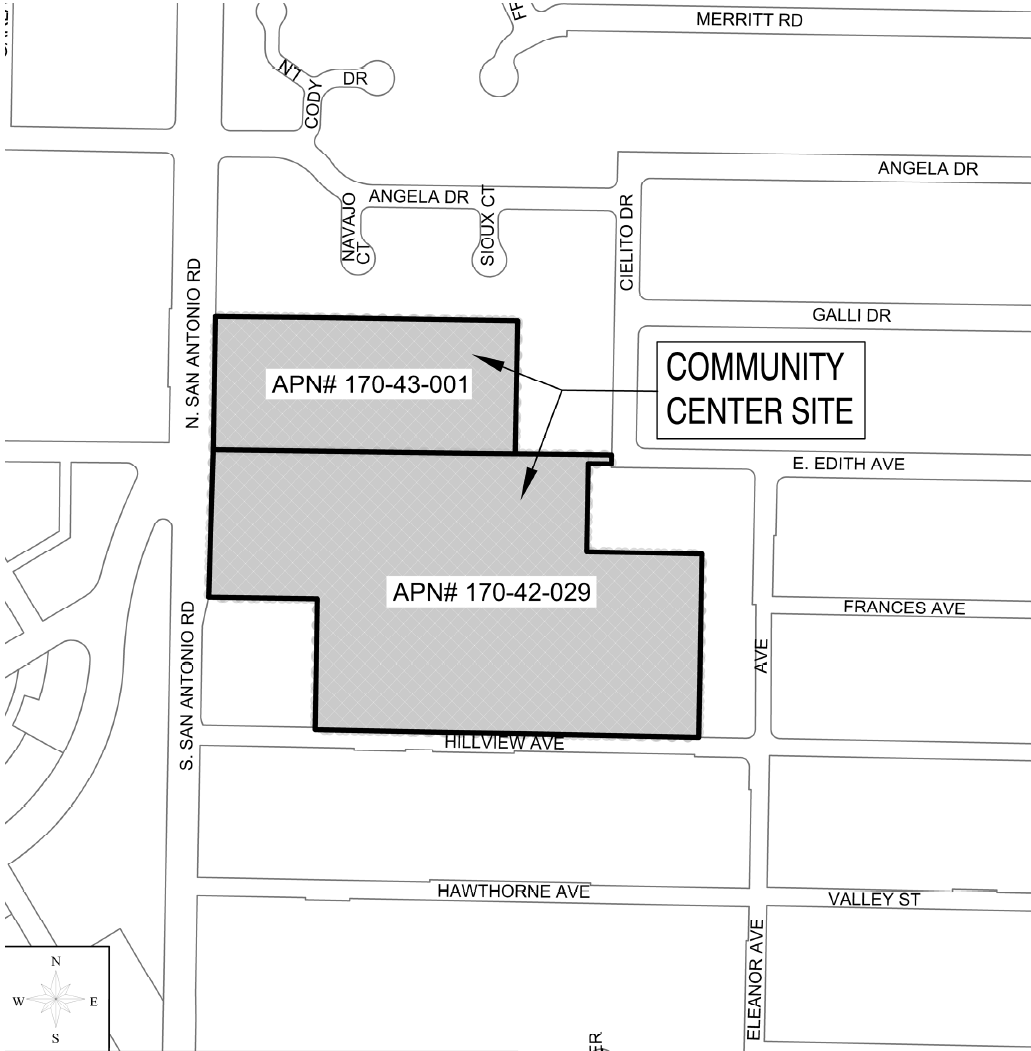 MERRITT RD
LN
DR
CODY
ANGELA DR
ANGELA DR
NAVAJO
CT
SIOUX CT
CIELITO DR
N. SAN ANTONIO RD
GALLI DR
COMMUNITY
CENTER SITE
APN# 170-43-001
E. EDITH AVE
APN# 170-42-029
FRANCES AVE
S. SAN ANTONIO RD
AVE
HILLVIEW AVE
HAWTHORNE AVE
VALLEY ST
ELEANOR AVE
N
W
E
S